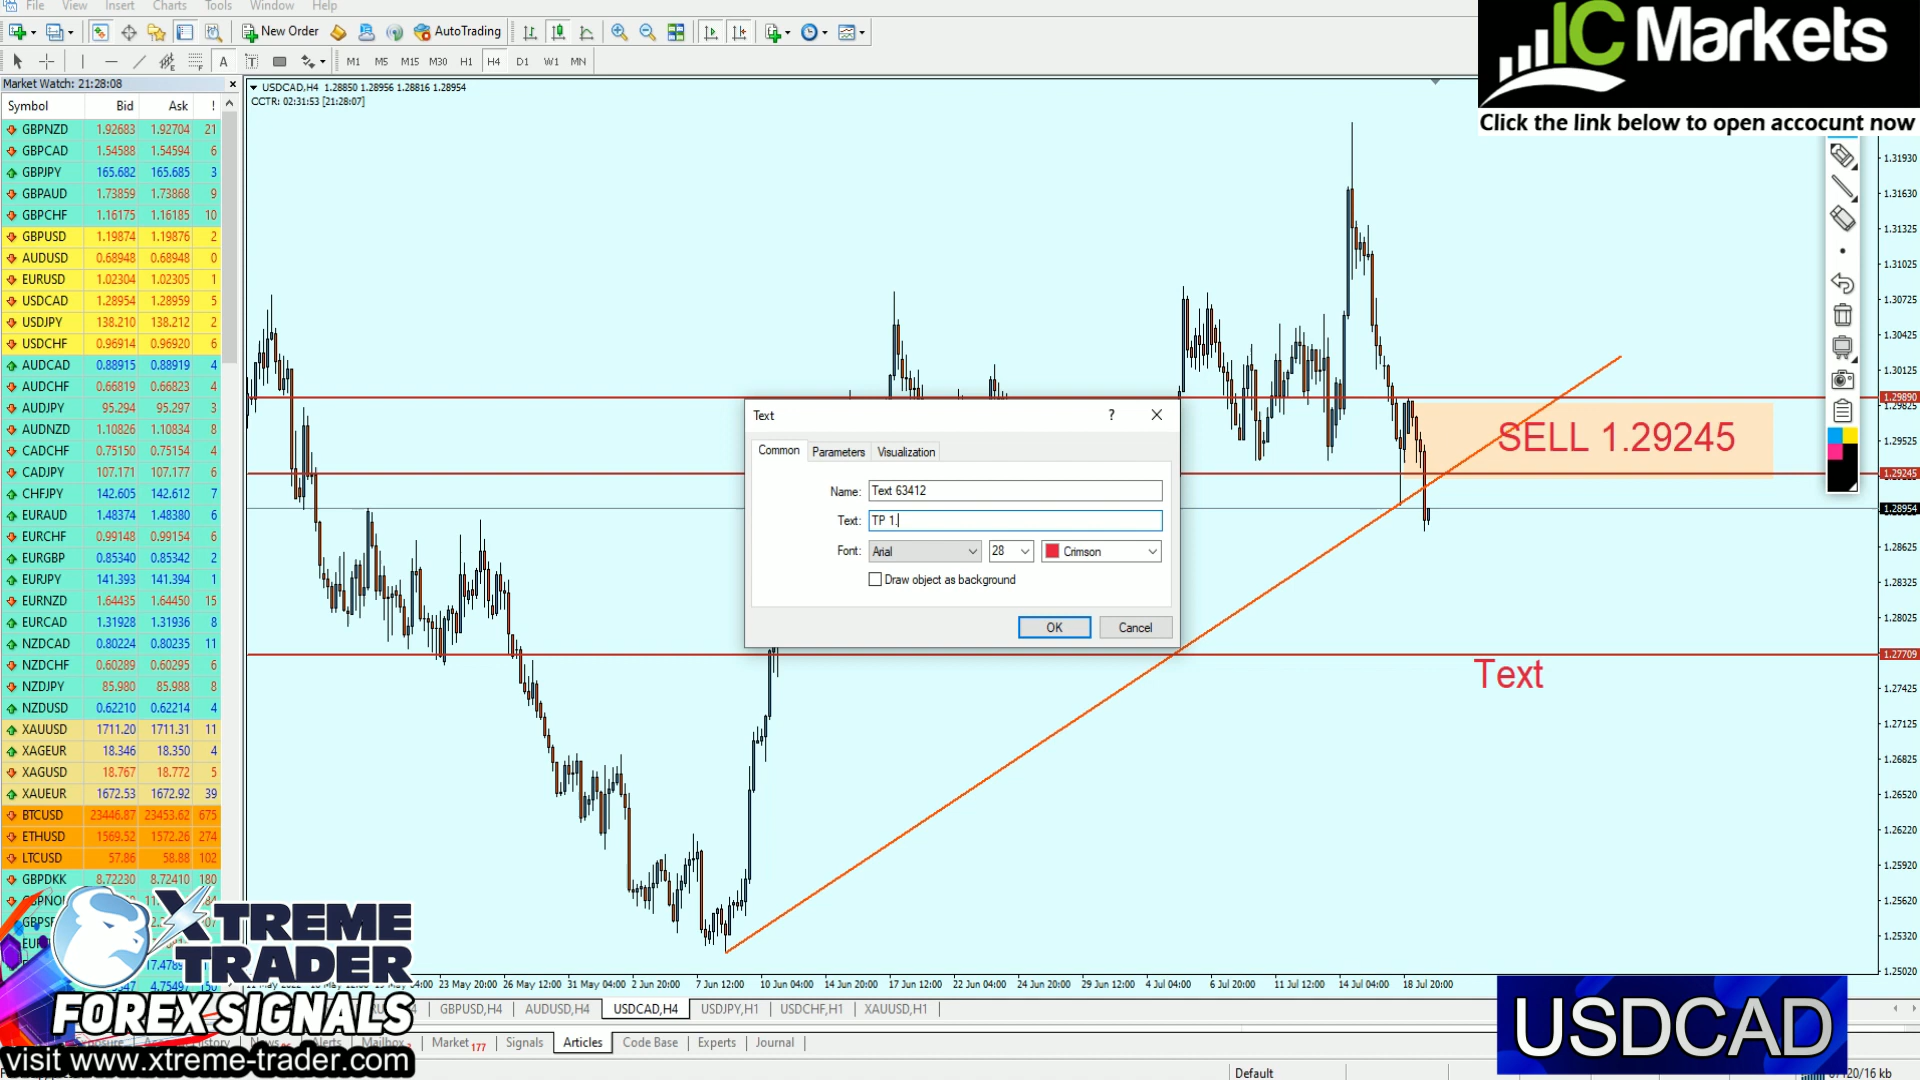 File View Insert Charts Tools Window Help
New Order AutoTrading
A T M1 M5 M15 M30 H1 H4 D1 W1 MN
IC Markets
Click the link below to open accocunt now
Market Watch: 21:28:08
Symbol Bid Ask !
GBPNZD 1.92683 1.92704 21
GBPCAD 1.54588 1.54594 6
GBPJPY 165.682 165.685 3
GBPAUD 1.73859 1.73868 9
GBPCHF 1.16175 1.16185 10
GBPUSD 1.19874 1.19876 2
AUDUSD 0.68948 0.68948 0
EURUSD 1.02304 1.02305 1
USDCAD 1.28954 1.28959 5
USDJPY 138.210 138.212 2
USDCHF 0.96914 0.96920 6
AUDCAD 0.88915 0.88919 4
AUDCHF 0.66819 0.66823 4
AUDJPY 95.294 95.297 3
AUDNZD 1.10826 1.10834 8
CADCHF 0.75150 0.75154 4
CADJPY 107.171 107.177 6
CHFJPY 142.605 142.612 7
EURAUD 1.48374 1.48380 6
EURCHF 0.99148 0.99154 6
EURGBP 0.85340 0.85342 2
EURJPY 141.393 141.394 1
EURNZD 1.64435 1.64450 15
EURCAD 1.31928 1.31936 8
NZDCAD 0.80224 0.80235 11
NZDCHF 0.60289 0.60295 6
NZDJPY 85.980 85.988 8
NZDUSD 0.62210 0.62214 4
XAUUSD 1711.20 1711.31 11
XAGEUR 18.346 18.350 4
XAGUSD 18.767 18.772 5
XAUEUR 1672.53 1672.92 39
BTCUSD 23446.87 23453.62 675
ETHUSD 1569.52 1572.26 274
LTCUSD 57.86 58.88 102
GBPDKK 8.72230 8.72410 180
USDCAD,H4 1.28850 1.28956 1.28816 1.28954
CCTR: 02:31:53 [21:28:07]
Text ? ×
Common Parameters Visualization
Name: Text 63412
Text: TP 1.
Font: Arial 28 Crimson
Draw object as background
OK Cancel
SELL 1.29245
Text
1.31930
1.31630
1.31325
1.31025
1.30725
1.30425
1.30125
1.29890
1.29825
1.29525
1.29245
1.28954
1.28625
1.28325
1.28025
1.27709
1.27425
1.27125
1.26825
1.26520
1.26220
1.25920
1.25620
1.25320
1.25020
23 May 20:00 26 May 12:00 31 May 04:00 2 Jun 20:00 7 Jun 12:00 10 Jun 04:00 14 Jun 20:00 17 Jun 12:00 22 Jun 04:00 24 Jun 20:00 29 Jun 12:00 4 Jul 04:00 6 Jul 20:00 11 Jul 12:00 14 Jul 04:00 18 Jul 20:00
GBPUSD,H4 AUDUSD,H4 USDCAD,H4 USDJPY,H1 USDCHF,H1 XAUUSD,H1
Market 177 Signals Articles Code Base Experts Journal
Default
XTREME
TRADER
FOREX SIGNALS
visit www.xtreme-trader.com
USDCAD